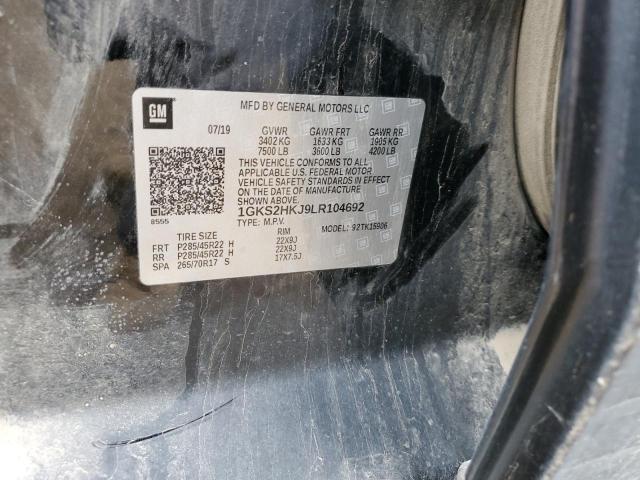 GM
MFD BY GENERAL MOTORS LLC
07/19 GVWR GAWR FRT GAWR RR
3402 KG 1633 KG 1905 KG
7500 LB 3600 LB 4200 LB
THIS VEHICLE CONFORMS TO ALL
APPLICABLE U.S. FEDERAL MOTOR
VEHICLE SAFETY STANDARDS IN EFFECT
ON THE DATE OF MANUFACTURE
SHOWN ABOVE.
1GKS2HKJ9LR104692
8555
TYPE: M.P.V. MODEL: 92TK15906
TIRE SIZE RIM
FRT P285/45R22 H 22X9J
RR P285/45R22 H 22X9J
SPA 265/70R17 S 17X7.5J